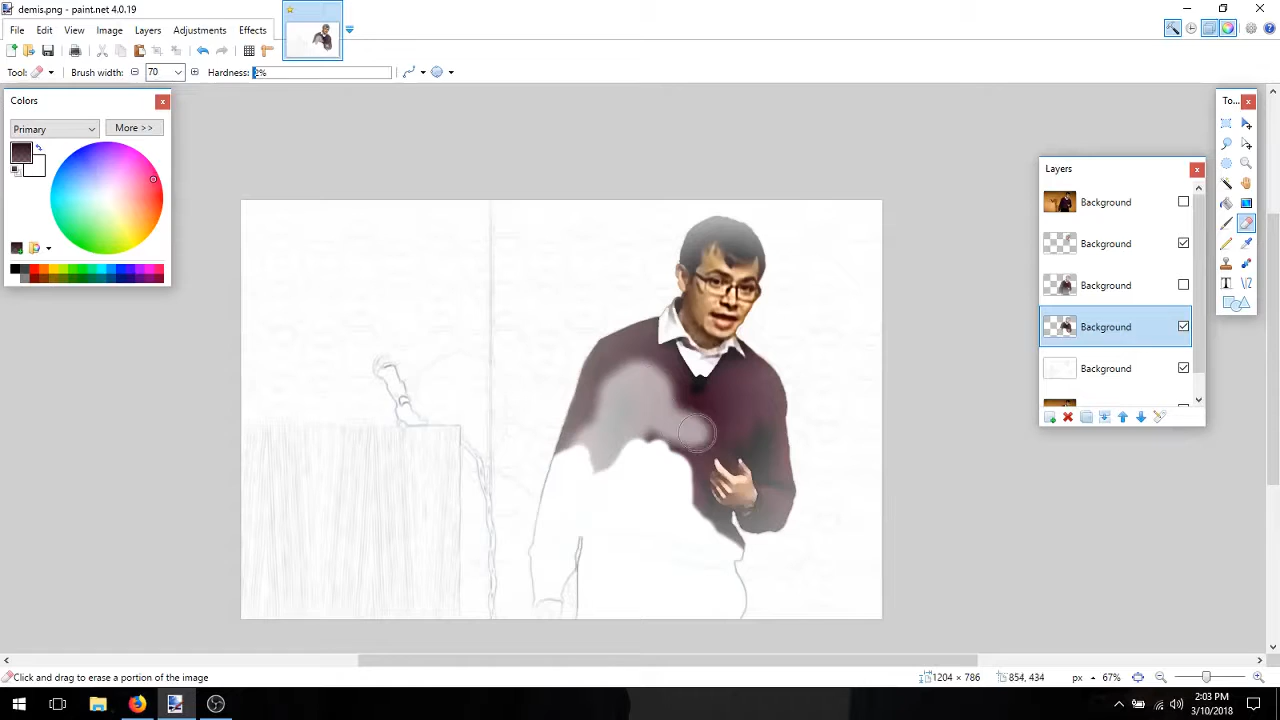 demis.png - paint.net 4.0.19
File Edit View Image Layers Adjustments Effects
Tool: Brush width: 70 Hardness:
Colors
Primary More >>
To...
Layers
Background
Background
Background
Background
Background
Click and drag to erase a portion of the image
1204 × 786 854, 434 px 67%
2:03 PM
3/10/2018